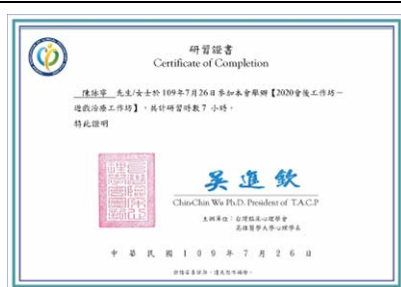 研習證書
Certificate of Completion
陳詠寧 先生/女士於109年7月26日參加本會舉辦【2020會後工作坊－
遊戲治療工作坊】，共計研習時數7 小時。
特此證明
吳進欽
ChinChin Wu Ph.D. President of T.A.C.P
主辦單位：台灣臨床心理學會
高雄醫學大學心理學系
中華民國109年7月26日